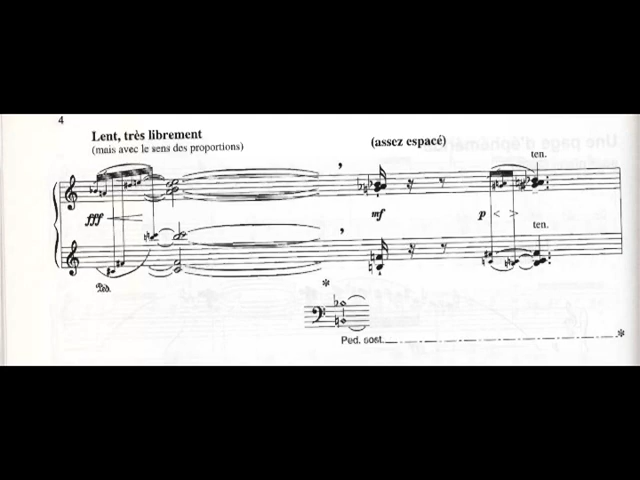 4
Lent, très librement
(mais avec le sens des proportions)
(assez espacé)
ten.
fff
mf
p
ten.
Ped.
Ped. sost.